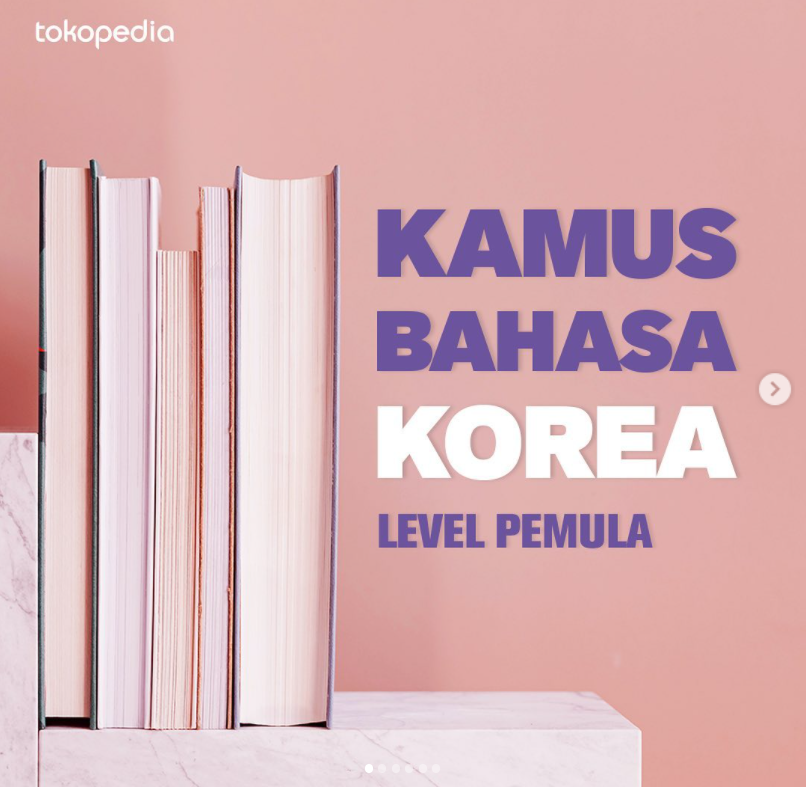 tokopedia
KAMUS
BAHASA
KOREA
LEVEL PEMULA